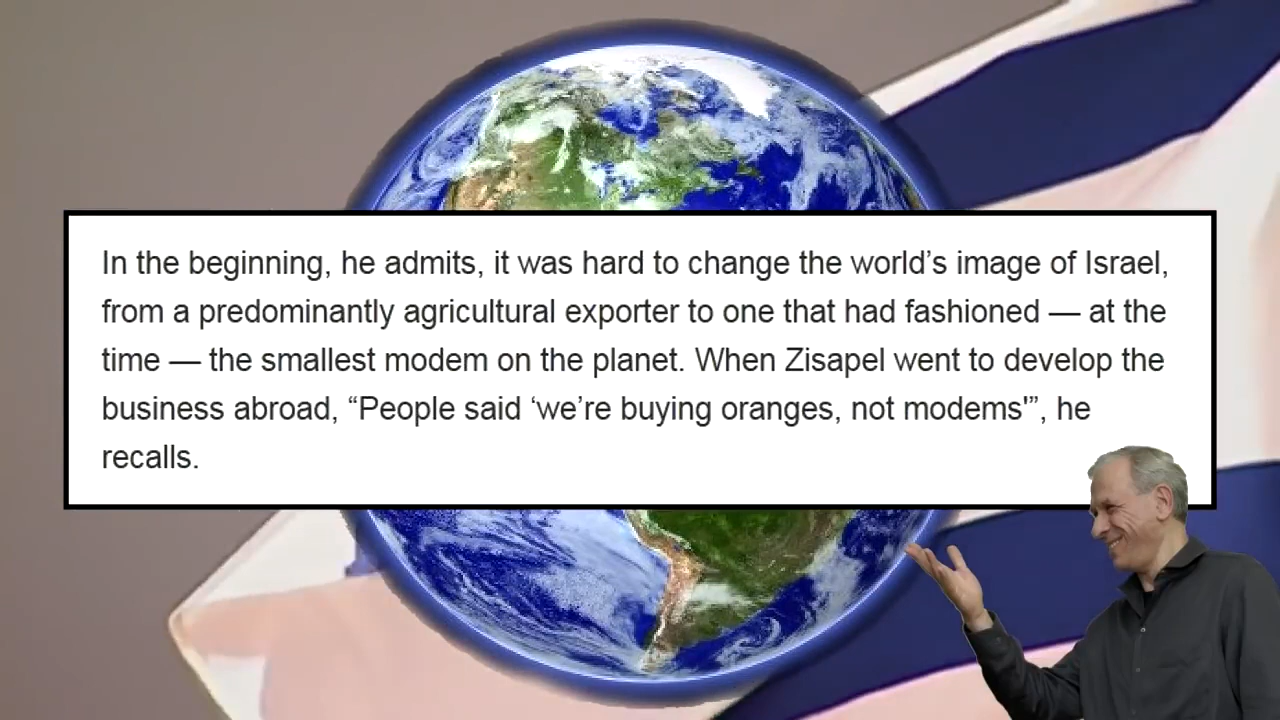 In the beginning, he admits, it was hard to change the world’s image of Israel,
from a predominantly agricultural exporter to one that had fashioned — at the
time — the smallest modem on the planet. When Zisapel went to develop the
business abroad, “People said ‘we’re buying oranges, not modems'”, he
recalls.